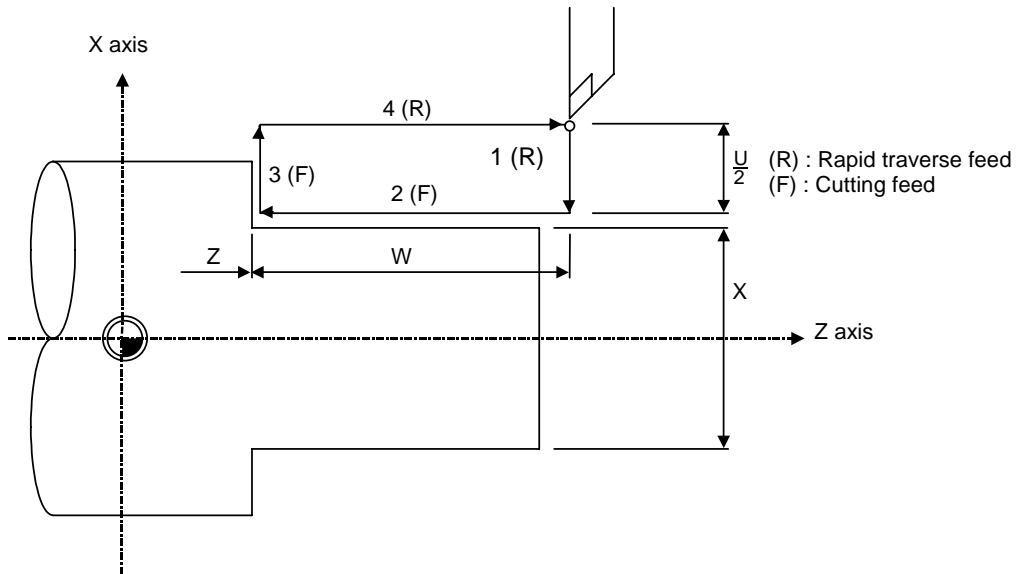 X axis
4 (R)
1 (R)
3 (F)
2 (F)
U
2
(R) : Rapid traverse feed
(F) : Cutting feed
Z
W
X
Z axis